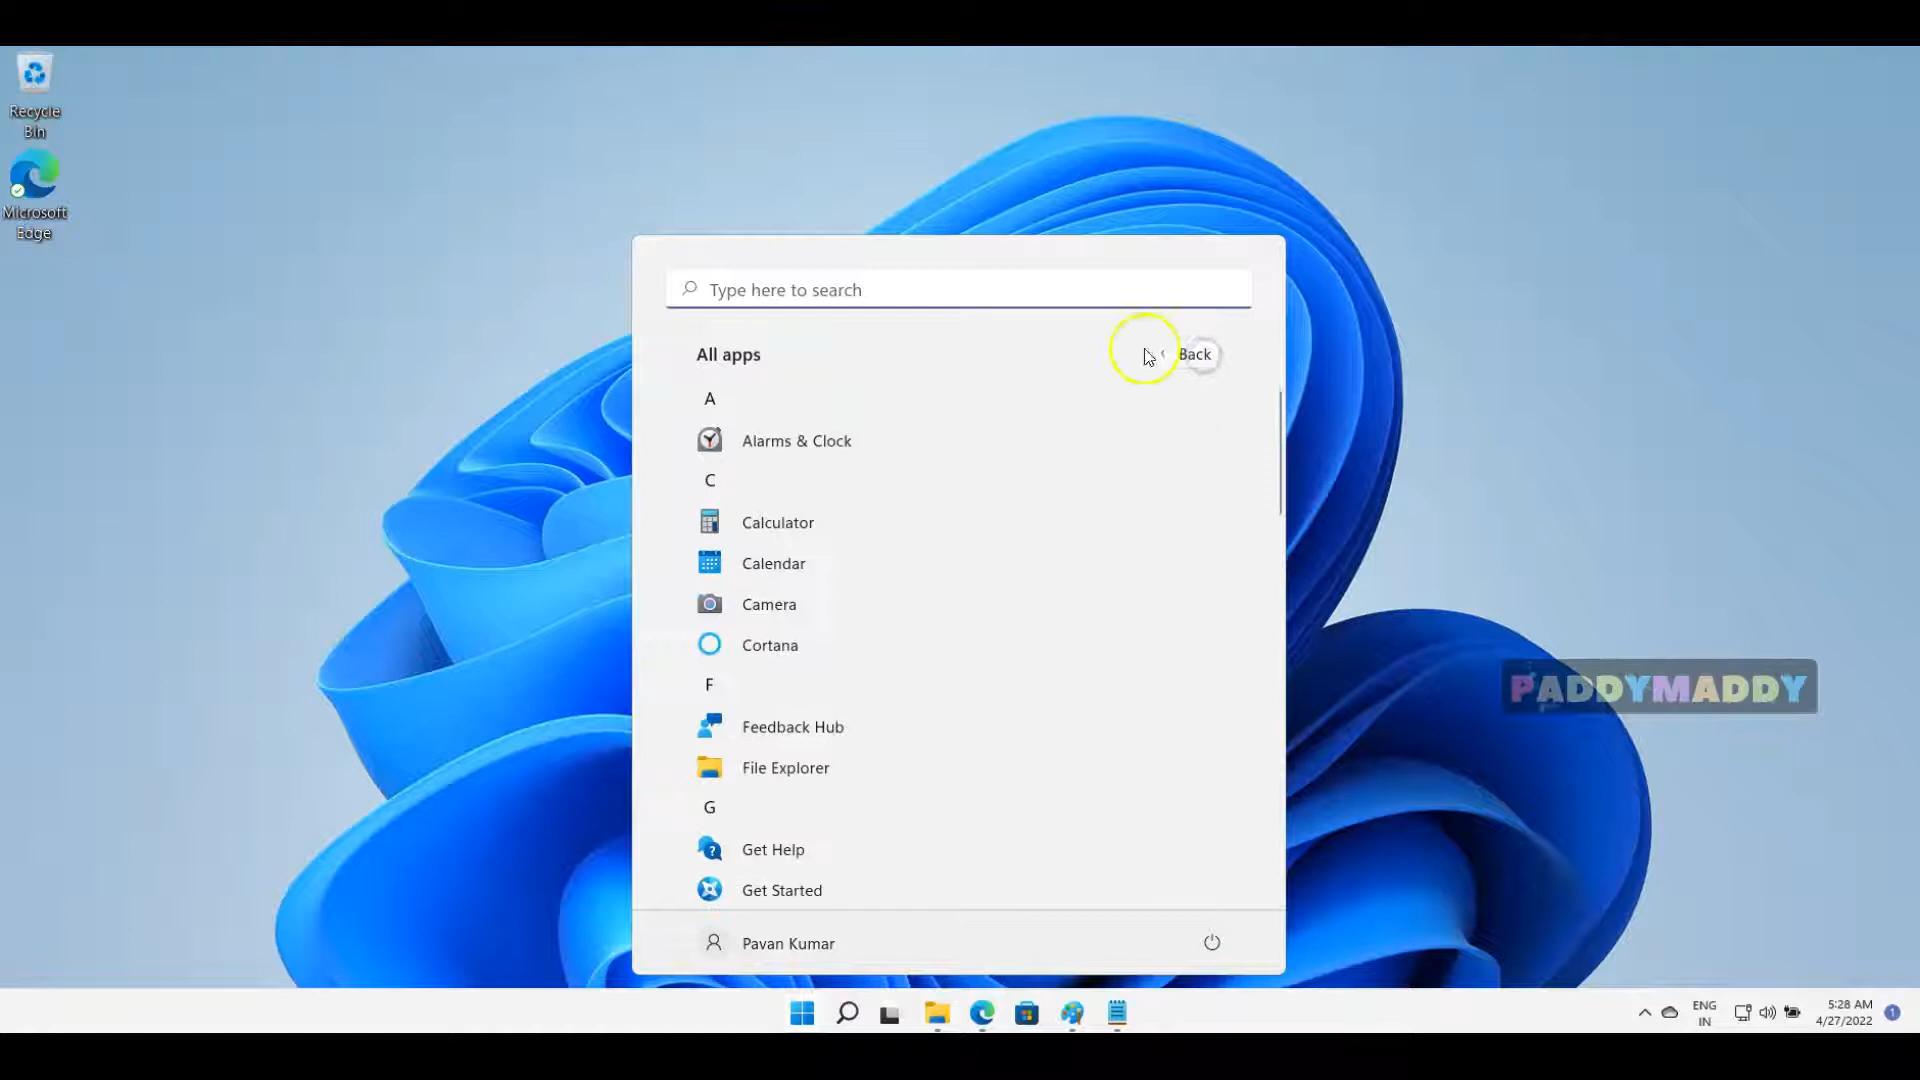 Recycle
Bin
Microsoft
Edge
Type here to search
All apps
Back
A
Alarms & Clock
C
Calculator
Calendar
Camera
Cortana
F
Feedback Hub
File Explorer
G
Get Help
Get Started
Pavan Kumar
PADDYMADDY
ENG
IN
5:28 AM
4/27/2022
1